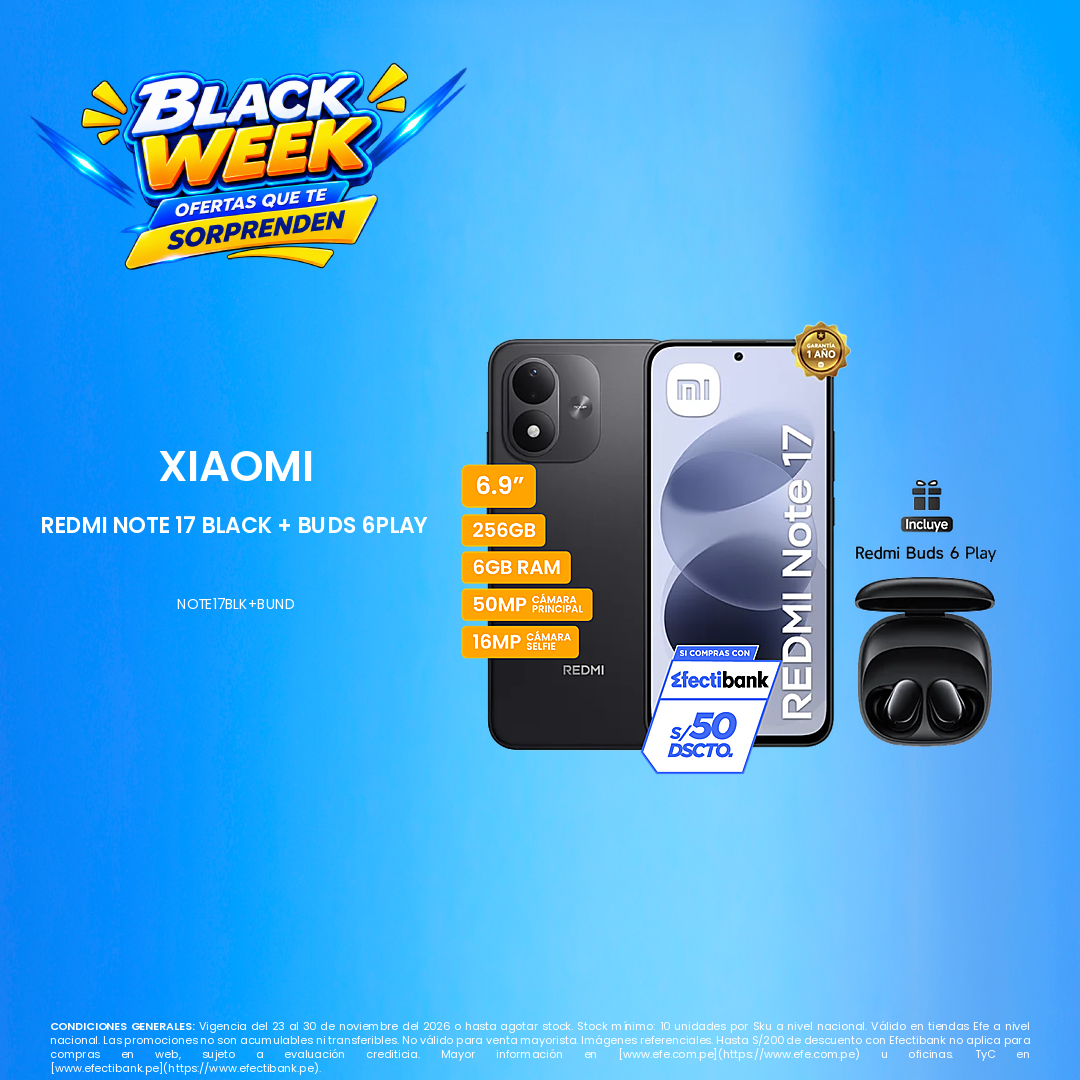 BLACK
WEEK
OFERTAS QUE TE
SORPRENDEN
GARANTÍA
1 AÑO
XIAOMI
REDMI NOTE 17 BLACK + BUDS 6PLAY
NOTE17BLK+BUND
6.9”
256GB
6GB RAM
50MP CÁMARA PRINCIPAL
16MP CÁMARA SELFIE
REDMI
REDMI Note 17
SI COMPRAS CON
Efectibank
S/50
DSCTO.
Incluye
Redmi Buds 6 Play
CONDICIONES GENERALES: Vigencia del 23 al 30 de noviembre del 2026 o hasta agotar stock. Stock mínimo: 10 unidades por Sku a nivel nacional. Válido en tiendas Efe a nivel
nacional. Las promociones no son acumulables ni transferibles. No válido para venta mayorista. Imágenes referenciales. Hasta S/200 de descuento con Efectibank no aplica para
compras en web, sujeto a evaluación crediticia. Mayor información en [www.efe.com.pe](https://www.efe.com.pe) u oficinas. TyC en
[www.efectibank.pe](https://www.efectibank.pe).